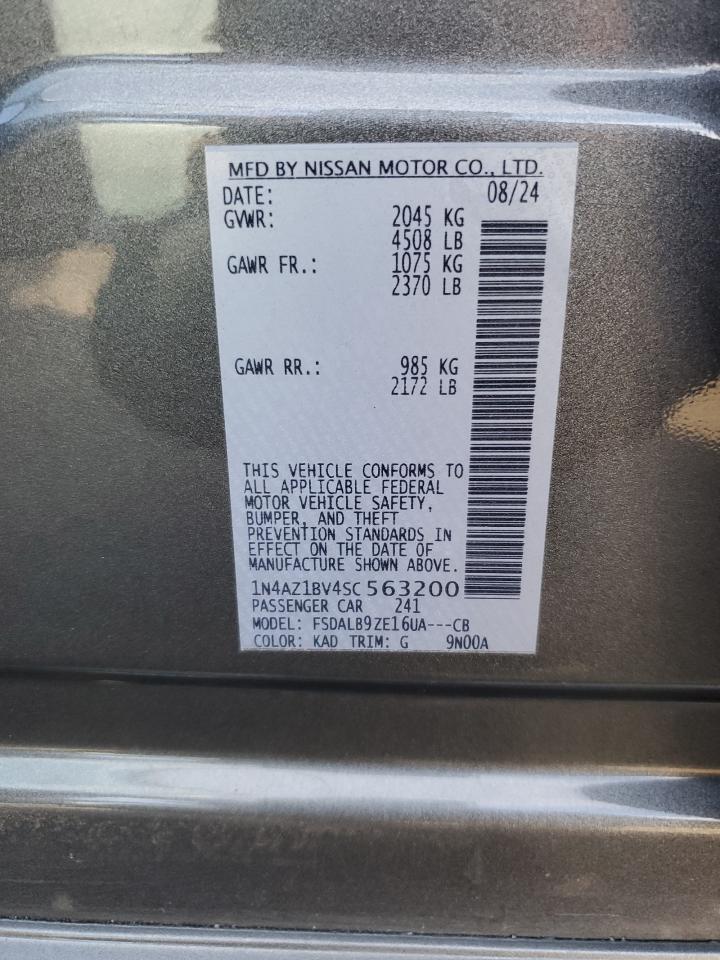 MFD BY NISSAN MOTOR CO., LTD.
DATE: 08/24
GVWR: 2045 KG
4508 LB
GAWR FR.: 1075 KG
2370 LB
GAWR RR.: 985 KG
2172 LB
THIS VEHICLE CONFORMS TO
ALL APPLICABLE FEDERAL
MOTOR VEHICLE SAFETY,
BUMPER, AND THEFT
PREVENTION STANDARDS IN
EFFECT ON THE DATE OF
MANUFACTURE SHOWN ABOVE.
1N4AZ1BV4SC563200
PASSENGER CAR 241
MODEL: FSDALB9ZE16UA---CB
COLOR: KAD TRIM: G 9N00A